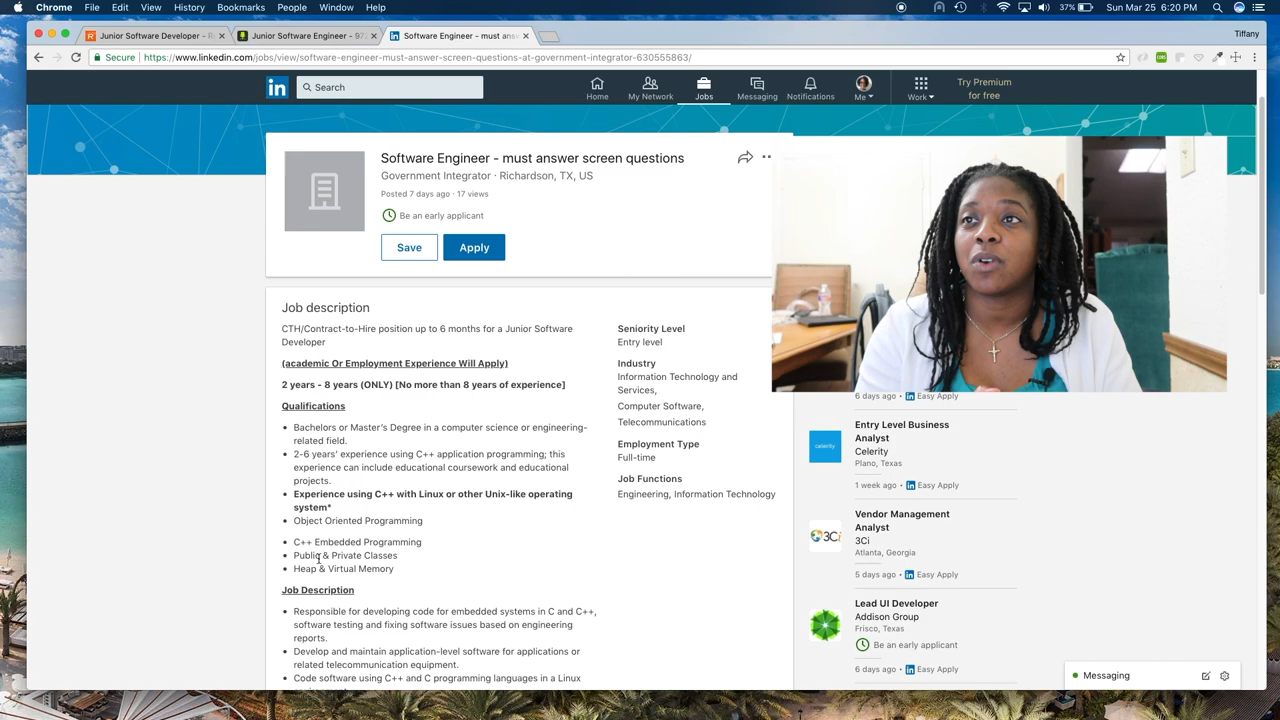 Chrome File Edit View History Bookmarks People Window Help
37% Sun Mar 25 6:20 PM
Junior Software Developer - R
Junior Software Engineer - 972
Software Engineer - must ans
Tiffany
Secure https://www.linkedin.com/jobs/view/software-engineer-must-answer-screen-questions-at-government-integrator-630555863/
in Search
Home My Network Jobs Messaging Notifications Me Work
Try Premium
for free
Software Engineer - must answer screen questions
Government Integrator · Richardson, TX, US
Posted 7 days ago · 17 views
Be an early applicant
Save Apply
Job description
CTH/Contract-to-Hire position up to 6 months for a Junior Software
Developer
(academic Or Employment Experience Will Apply)
2 years - 8 years (ONLY) [No more than 8 years of experience]
Qualifications
• Bachelors or Master's Degree in a computer science or engineering-
related field.
• 2-6 years' experience using C++ application programming; this
experience can include educational coursework and educational
projects.
• Experience using C++ with Linux or other Unix-like operating
system*
• Object Oriented Programming
• C++ Embedded Programming
• Public & Private Classes
• Heap & Virtual Memory
Job Description
• Responsible for developing code for embedded systems in C and C++,
software testing and fixing software issues based on engineering
reports.
• Develop and maintain application-level software for applications or
related telecommunication equipment.
• Code software using C++ and C programming languages in a Linux
Seniority Level
Entry level
Industry
Information Technology and
Services,
Computer Software,
Telecommunications
Employment Type
Full-time
Job Functions
Engineering, Information Technology
6 days ago • in Easy Apply
celerity
Entry Level Business
Analyst
Celerity
Plano, Texas
1 week ago • in Easy Apply
3Ci
Vendor Management
Analyst
3Ci
Atlanta, Georgia
5 days ago • in Easy Apply
Lead UI Developer
Addison Group
Frisco, Texas
Be an early applicant
6 days ago • in Easy Apply
Messaging